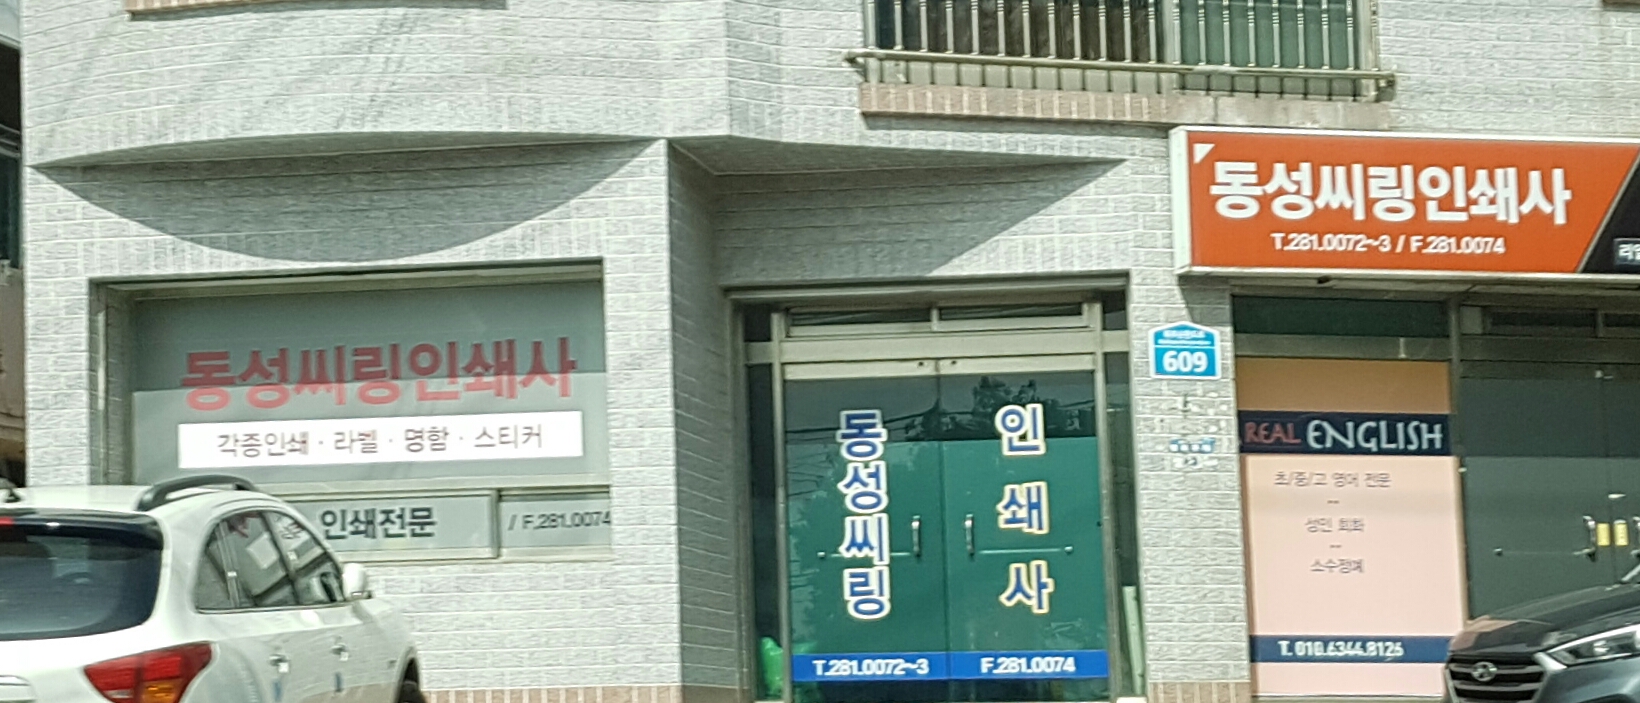 동성씨링인쇄사
T.281.0072~3 / F.281.0074
동성씨링인쇄사
각종인쇄 · 라벨 · 명함 · 스티커
인쇄전문
/ F.281.0074
동성씨링
인쇄사
T.281.0072~3
F.281.0074
609
REAL ENGLISH
초/중/고 영어 전문
성인 회화
소수정예
T. 010.6344.8126